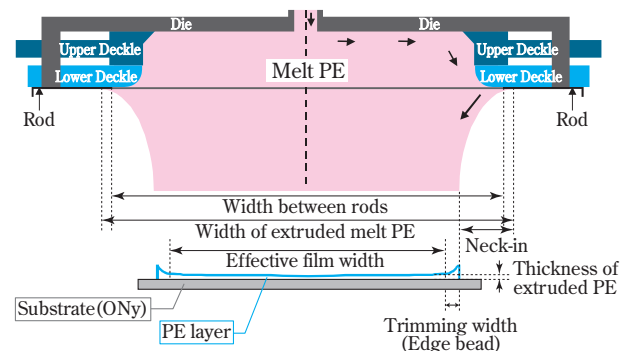 Die
Die
Upper Deckle
Upper Deckle
Melt PE
Lower Deckle
Lower Deckle
Rod
Rod
Width between rods
Width of extruded melt PE
Neck-in
Effective film width
Thickness of
extruded PE
Substrate(ONy)
PE layer
Trimming width
(Edge bead)